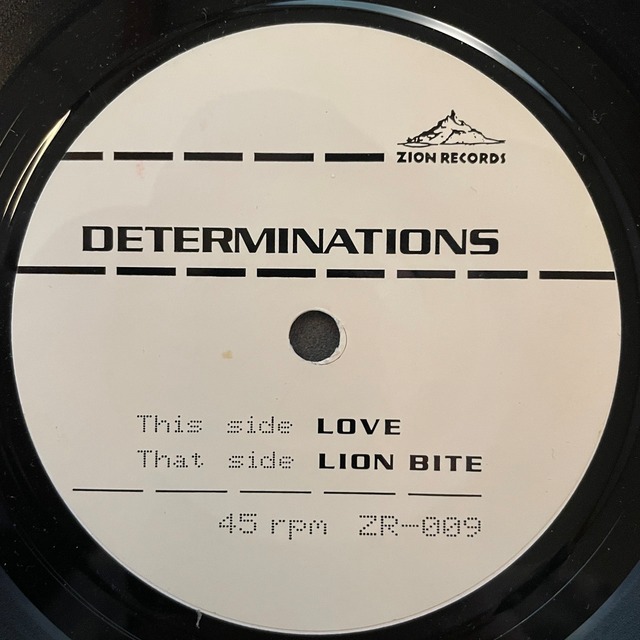 ZION RECORDS
DETERMINATIONS
This side LOVE
That side LION BITE
45 rpm ZR-009